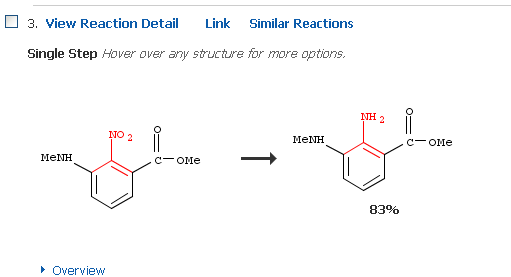 3. View Reaction Detail Link Similar Reactions
Single Step Hover over any structure for more options.
MeNH NO2 O C OMe
MeNH NH2 O C OMe
83%
Overview